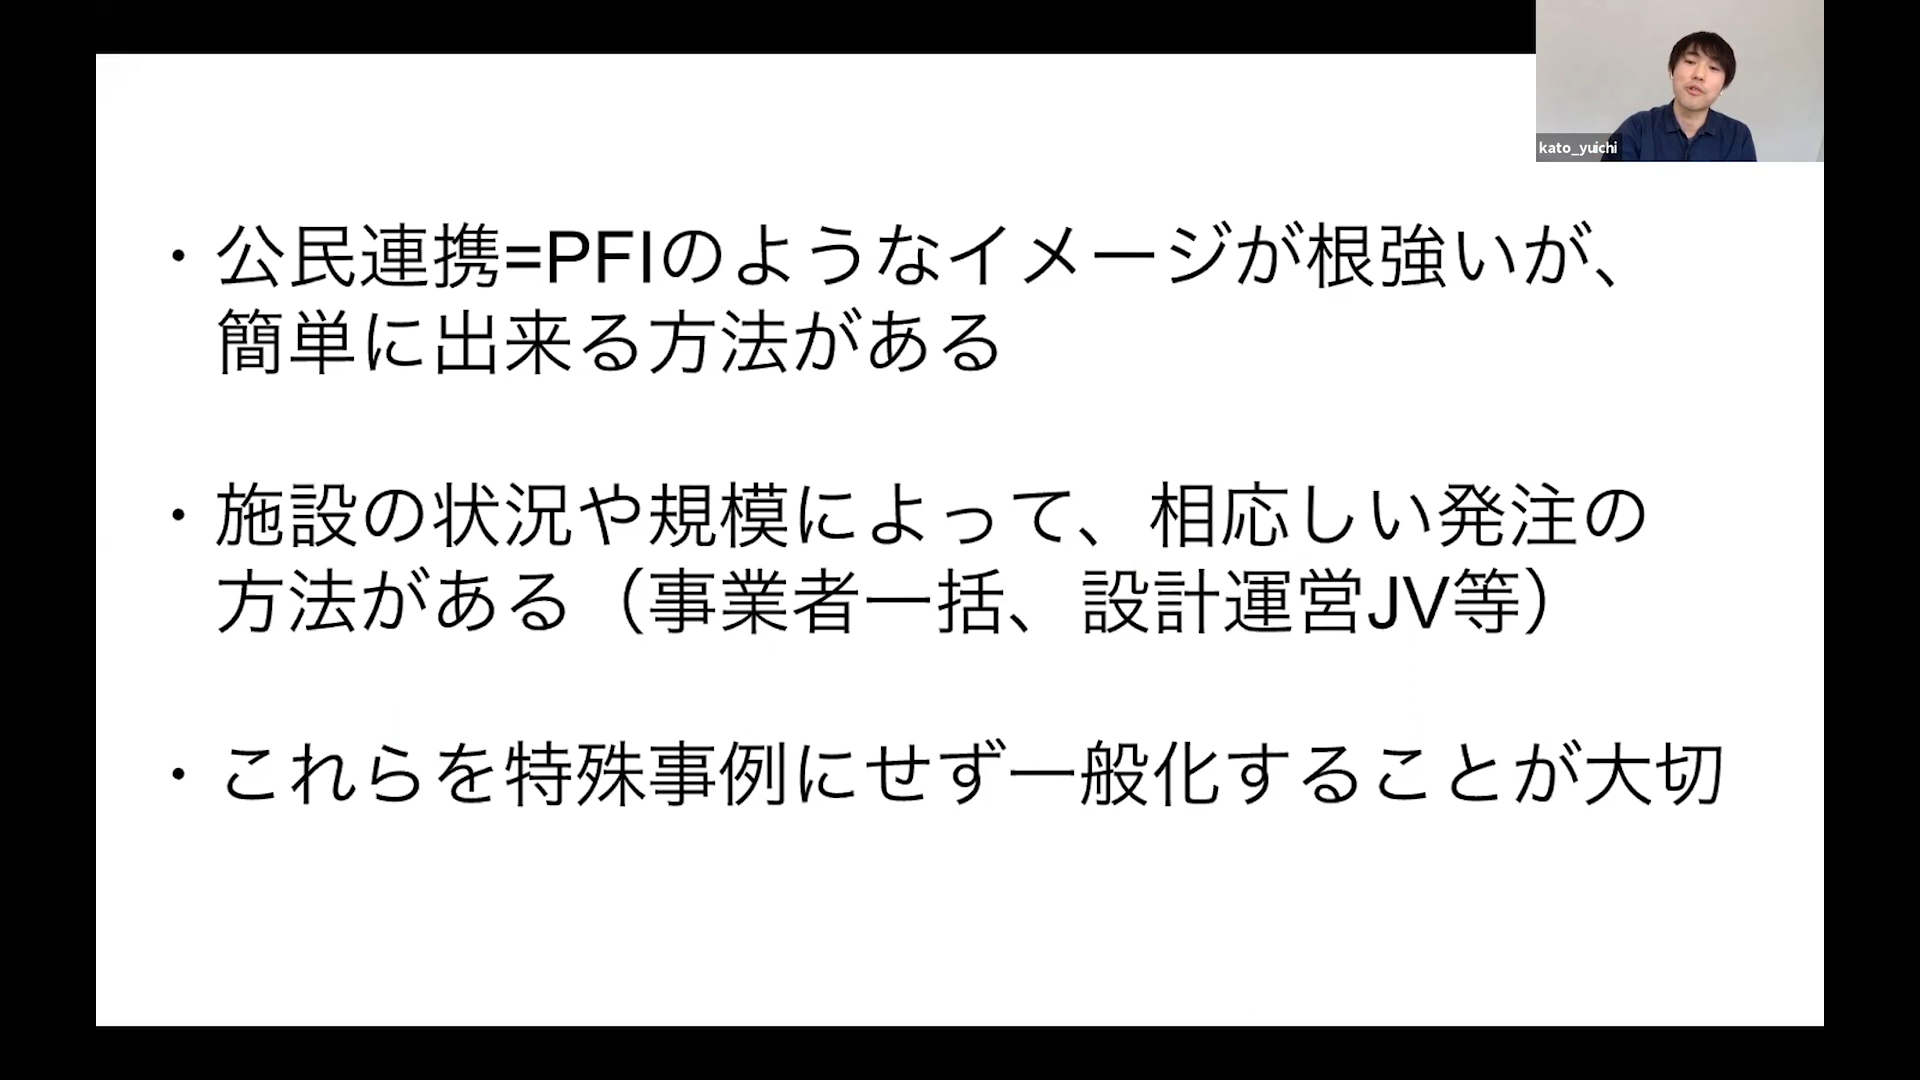 kato_yuichi
・公民連携=PFIのようなイメージが根強いが、
簡単に出来る方法がある
・施設の状況や規模によって、相応しい発注の
方法がある（事業者一括、設計運営JV等）
・これらを特殊事例にせず一般化することが大切